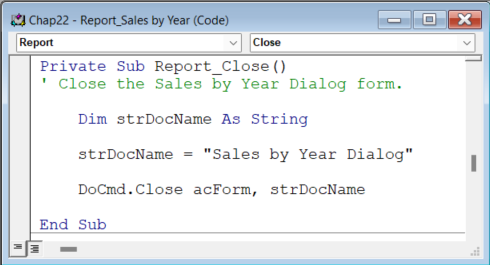 Chap22 - Report_Sales by Year (Code)
Report Close
Private Sub Report_Close()
' Close the Sales by Year Dialog form.
Dim strDocName As String
strDocName = "Sales by Year Dialog"
DoCmd.Close acForm, strDocName
End Sub